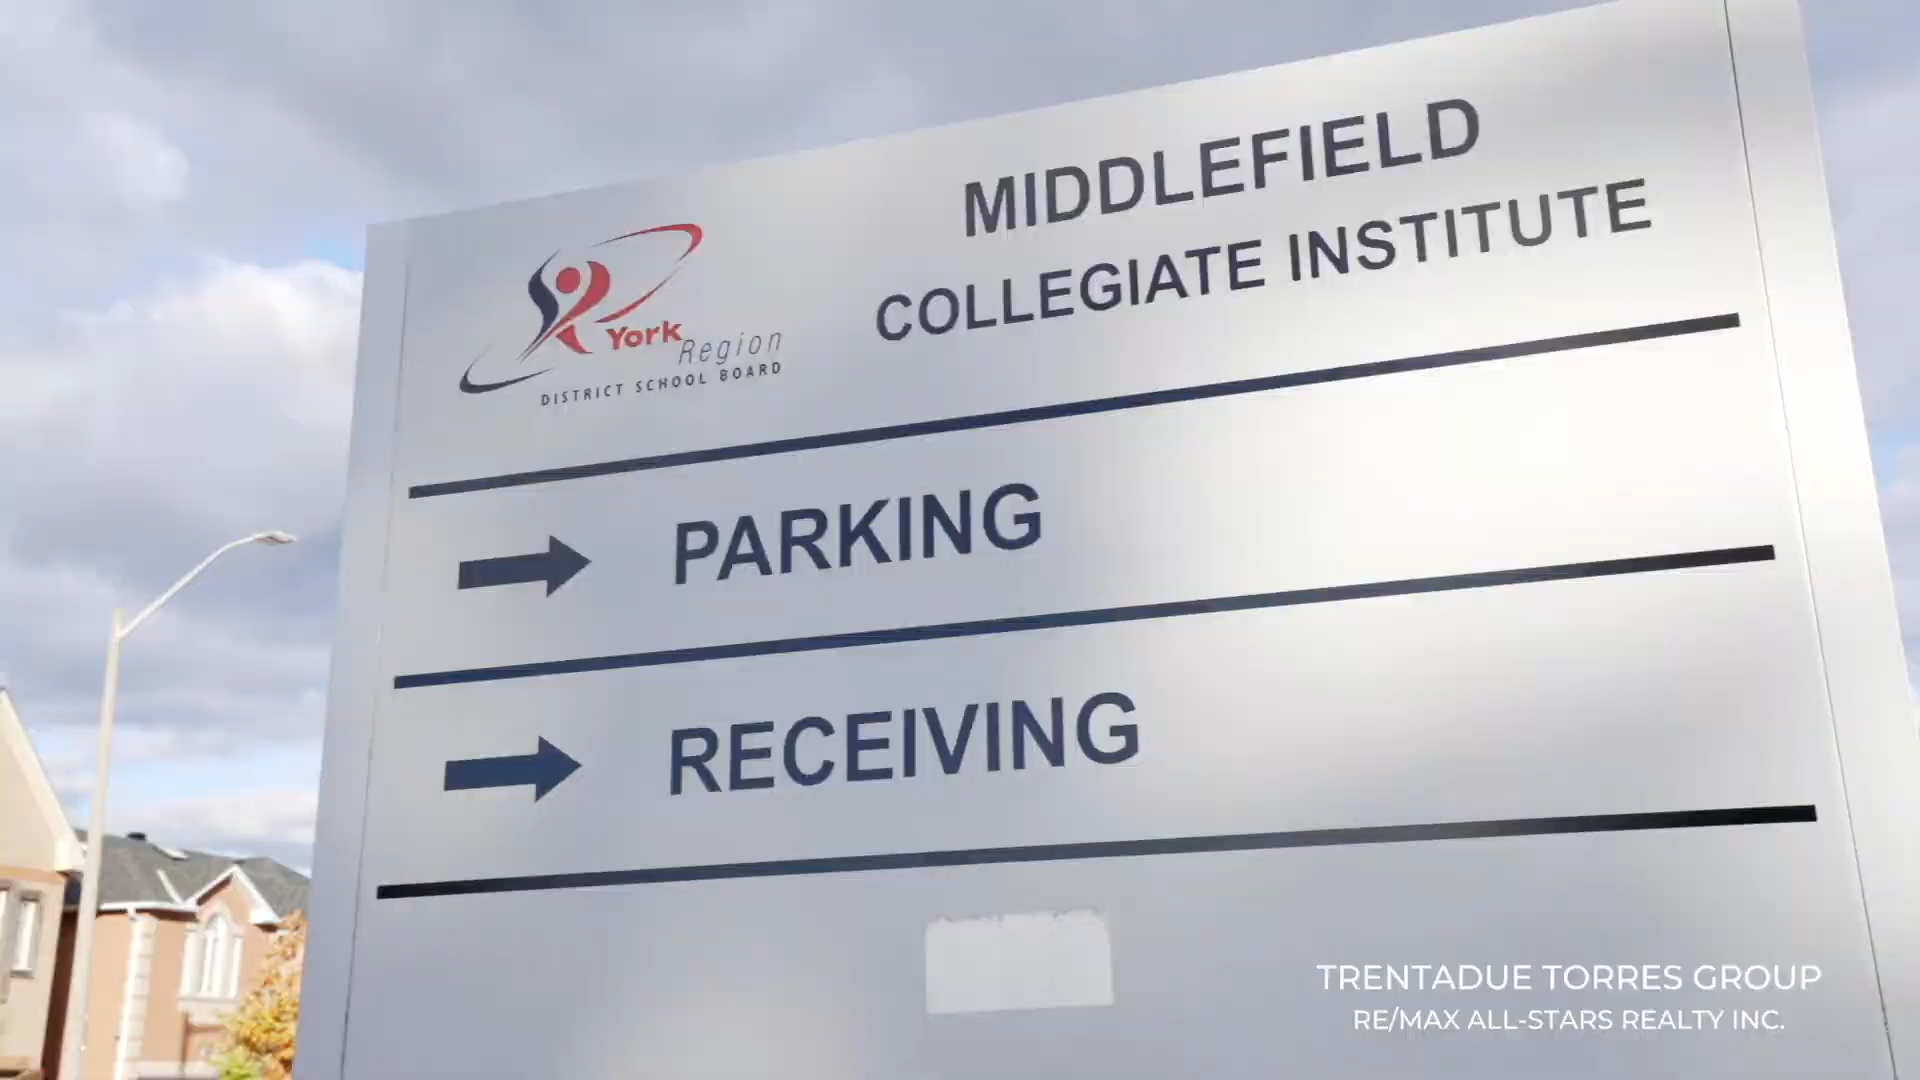 MIDDLEFIELD
COLLEGIATE INSTITUTE
York
Region
DISTRICT SCHOOL BOARD
PARKING
RECEIVING
TRENTADUE TORRES GROUP
RE/MAX ALL-STARS REALTY INC.